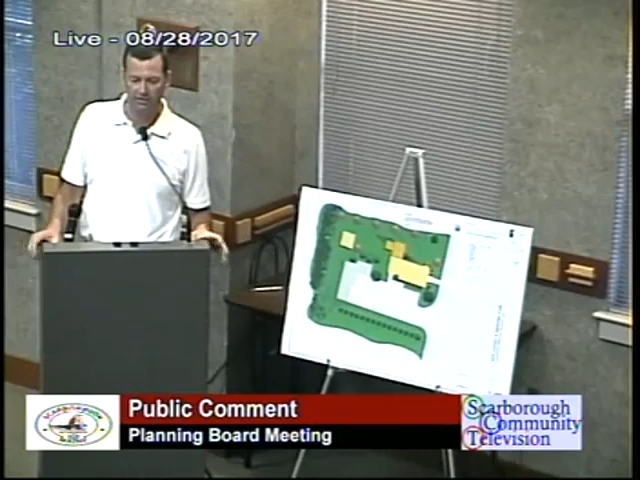 Live - 08/28/2017
Public Comment
Planning Board Meeting
Scarborough
Community
Television